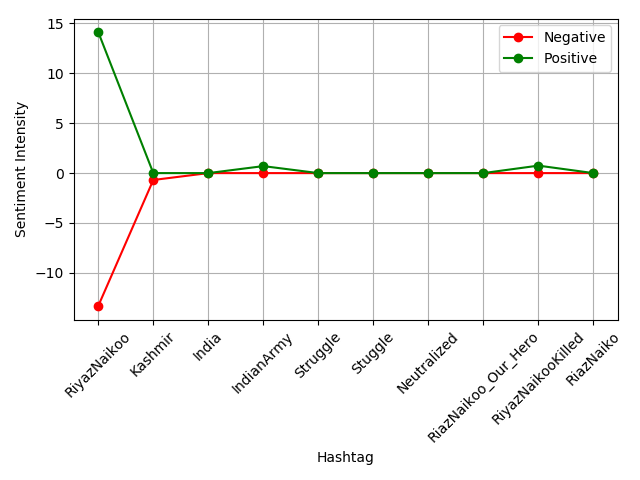 Negative
Positive
15
10
5
0
−5
−10
Sentiment Intensity
RiyazNaikoo
Kashmir
India
IndianArmy
Struggle
Stuggle
Neutralized
RiazNaikoo_Our_Hero
RiyazNaikooKilled
RiazNaiko
Hashtag